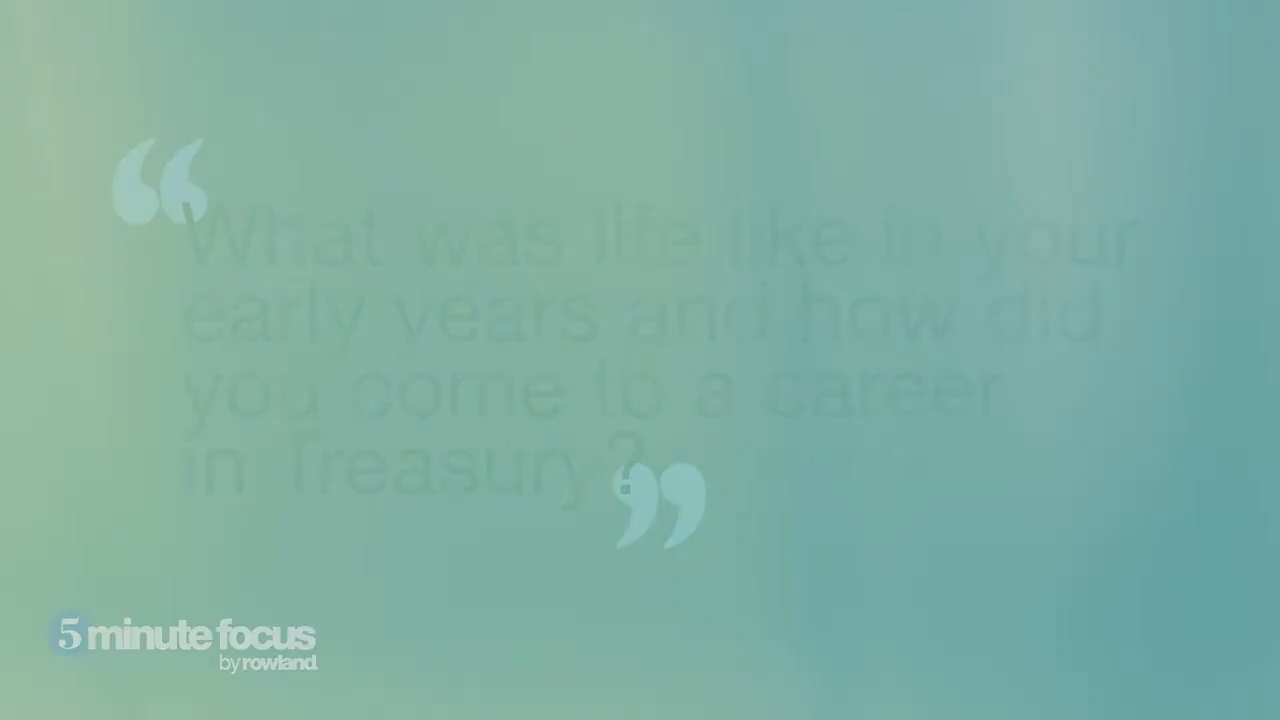 “What was life like in your
early years and how did
you come to a career
in Treasury?”
5 minute focus
by rowland.